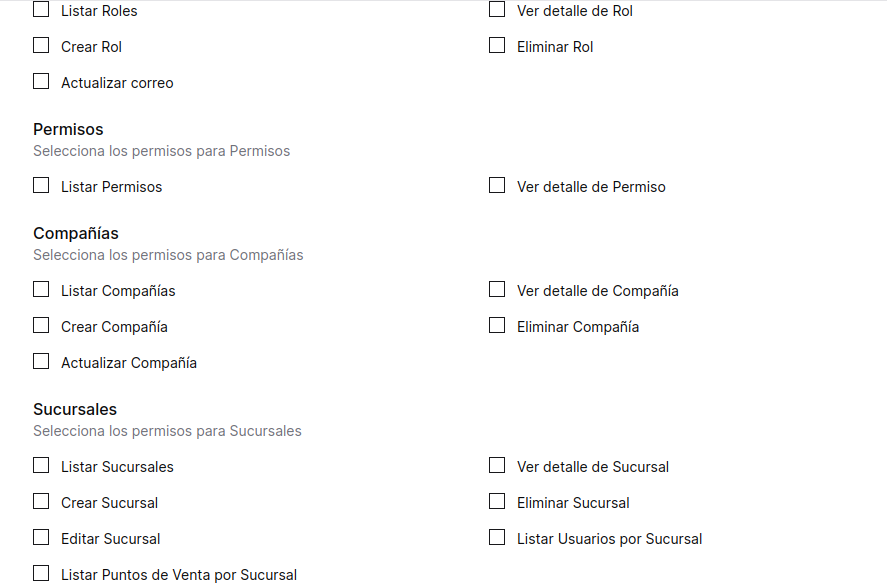 Listar Roles
Ver detalle de Rol
Crear Rol
Eliminar Rol
Actualizar correo
Permisos
Selecciona los permisos para Permisos
Listar Permisos
Ver detalle de Permiso
Compañías
Selecciona los permisos para Compañías
Listar Compañías
Ver detalle de Compañía
Crear Compañía
Eliminar Compañía
Actualizar Compañía
Sucursales
Selecciona los permisos para Sucursales
Listar Sucursales
Ver detalle de Sucursal
Crear Sucursal
Eliminar Sucursal
Editar Sucursal
Listar Usuarios por Sucursal
Listar Puntos de Venta por Sucursal